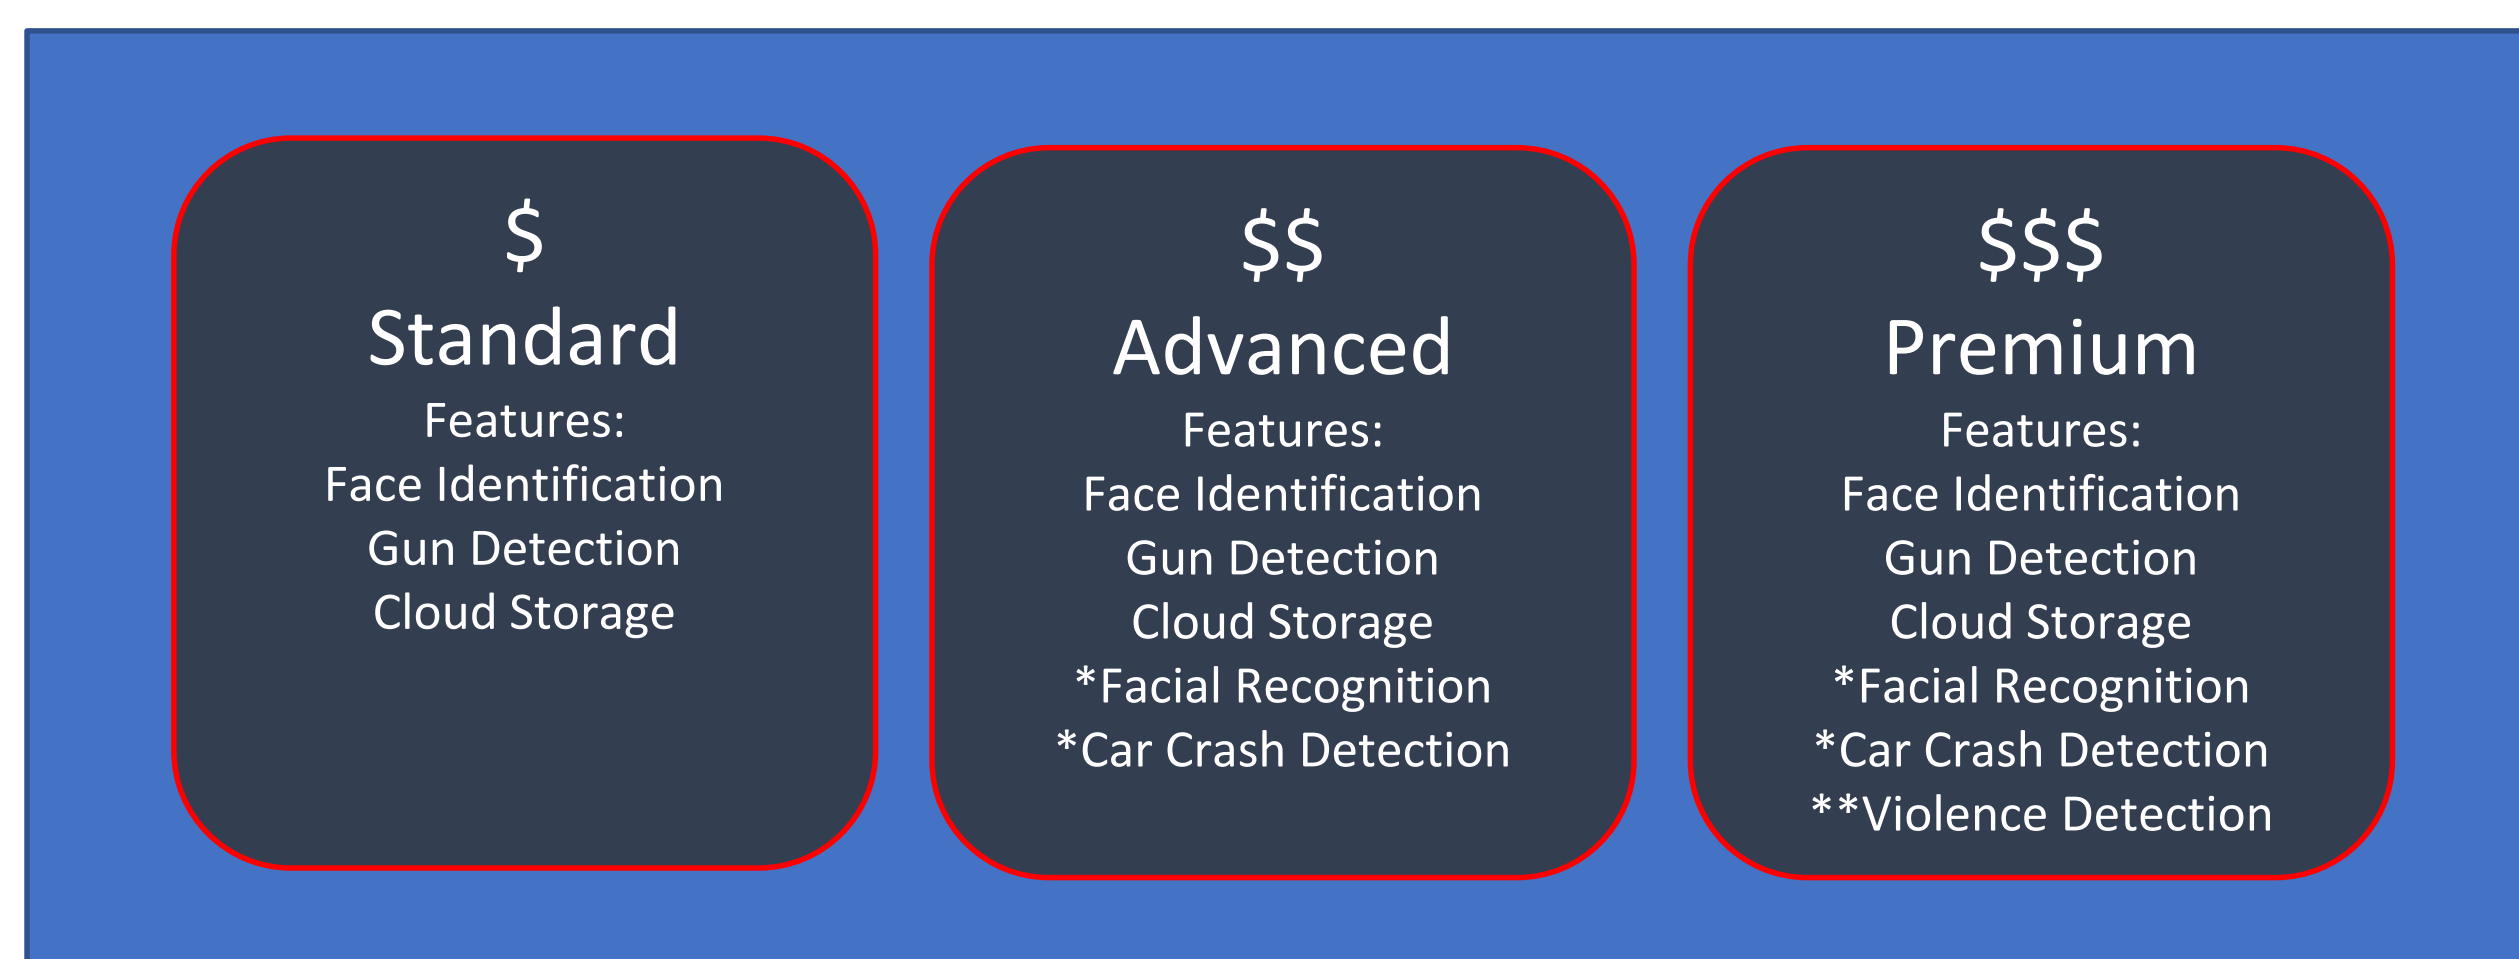 $
Standard
Features:
Face Identification
Gun Detection
Cloud Storage
$$
Advanced
Features:
Face Identification
Gun Detection
Cloud Storage
*Facial Recognition
*Car Crash Detection
$$$
Premium
Features:
Face Identification
Gun Detection
Cloud Storage
*Facial Recognition
*Car Crash Detection
**Violence Detection